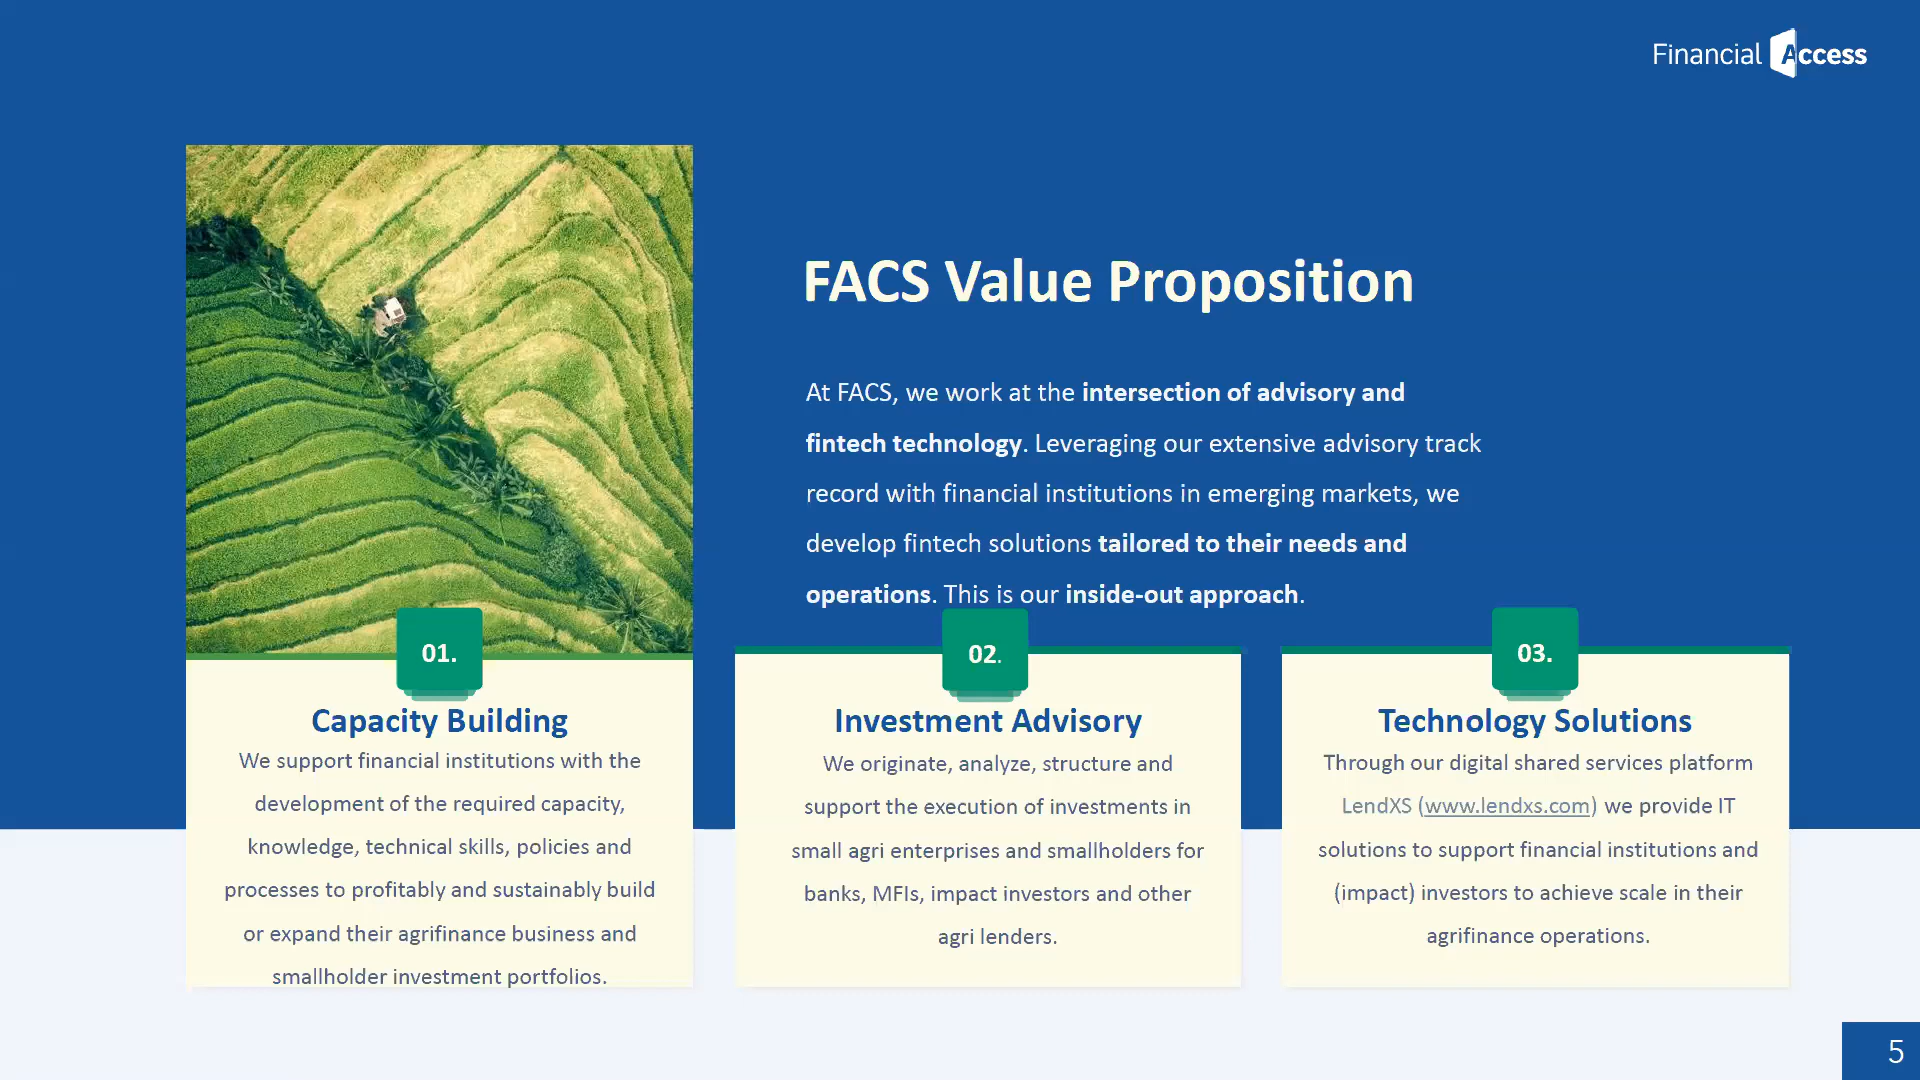 Financial Access
FACS Value Proposition
At FACS, we work at the intersection of advisory and
fintech technology. Leveraging our extensive advisory track
record with financial institutions in emerging markets, we
develop fintech solutions tailored to their needs and
operations. This is our inside-out approach.
01.
Capacity Building
We support financial institutions with the
development of the required capacity,
knowledge, technical skills, policies and
processes to profitably and sustainably build
or expand their agrifinance business and
smallholder investment portfolios.
02.
Investment Advisory
We originate, analyze, structure and
support the execution of investments in
small agri enterprises and smallholders for
banks, MFIs, impact investors and other
agri lenders.
03.
Technology Solutions
Through our digital shared services platform
LendXS (www.lendxs.com) we provide IT
solutions to support financial institutions and
(impact) investors to achieve scale in their
agrifinance operations.
5